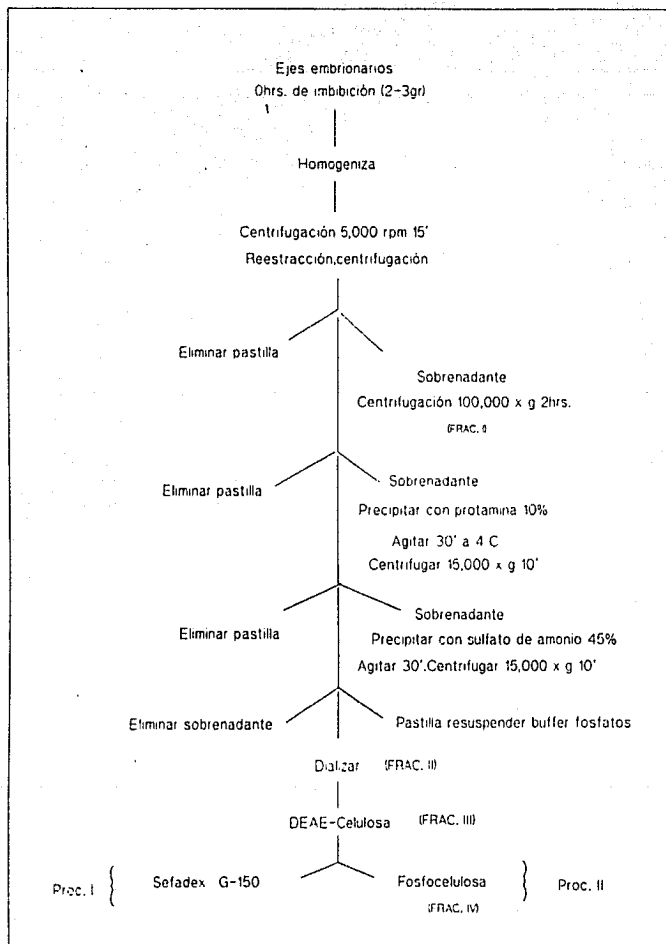 Ejes embrionarios
0hrs. de imbibición (2-3gr)
Homogeniza
Centrifugación 5,000 rpm 15'
Reestracción,centrifugación
Eliminar pastilla
Sobrenadante
Centrifugación 100,000 x g 2hrs.
(FRAC. I)
Eliminar pastilla
Sobrenadante
Precipitar con protamina 10%
Agitar 30' a 4 C
Centrifugar 15,000 x g 10'
Eliminar pastilla
Sobrenadante
Precipitar con sulfato de amonio 45%
Agitar 30'.Centrifugar 15,000 x g 10'
Eliminar sobrenadante
Pastilla resuspender buffer fosfatos
Dializar (FRAC. II)
DEAE-Celulosa (FRAC. III)
Proc. I { Sefadex G-150 Fosfocelulosa } Proc. II
(FRAC. IV)